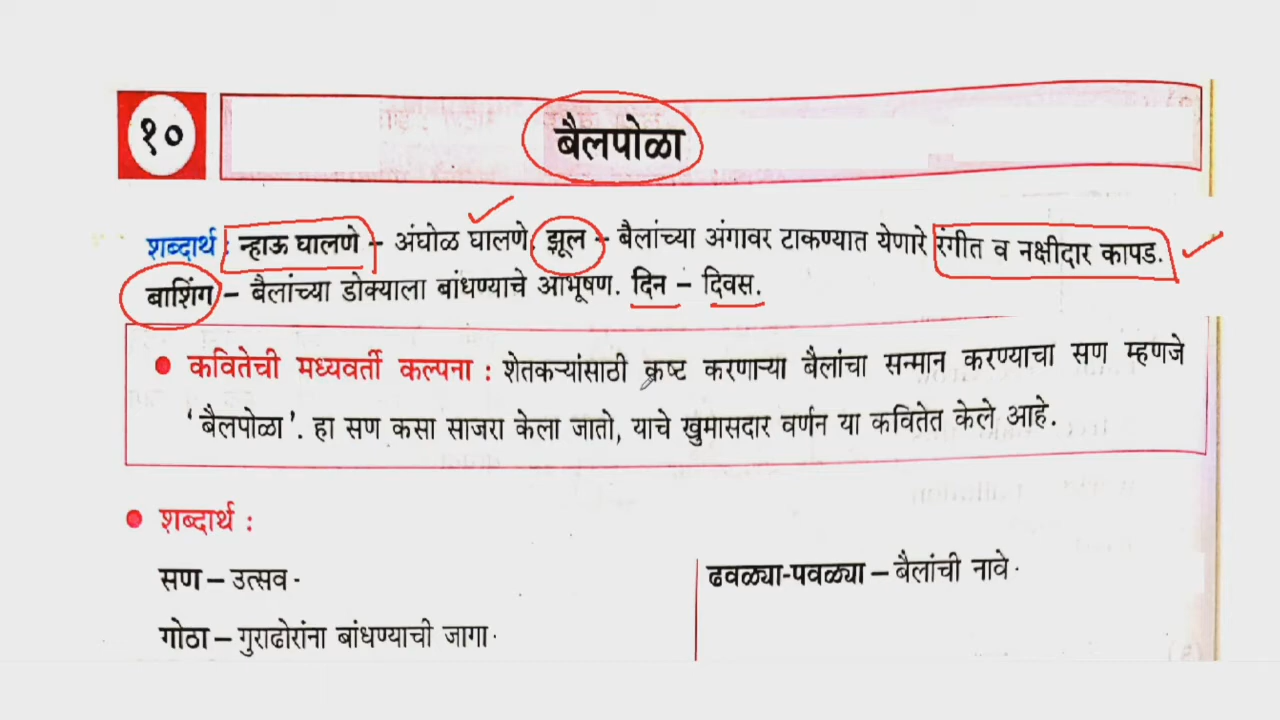 १०
बैलपोळा
शब्दार्थ : न्हाऊ घालणे – अंघोळ घालणे. झूल – बैलांच्या अंगावर टाकण्यात येणारे रंगीत व नक्षीदार कापड.
बाशिंग – बैलांच्या डोक्याला बांधण्याचे आभूषण. दिन – दिवस.
● कवितेची मध्यवर्ती कल्पना : शेतकऱ्यांसाठी कष्ट करणाऱ्या बैलांचा सन्मान करण्याचा सण म्हणजे
‘बैलपोळा’. हा सण कसा साजरा केला जातो, याचे खुमासदार वर्णन या कवितेत केले आहे.
● शब्दार्थ :
सण – उत्सव.
ढवळ्या-पवळ्या – बैलांची नावे.
गोठा – गुराढोरांना बांधण्याची जागा.